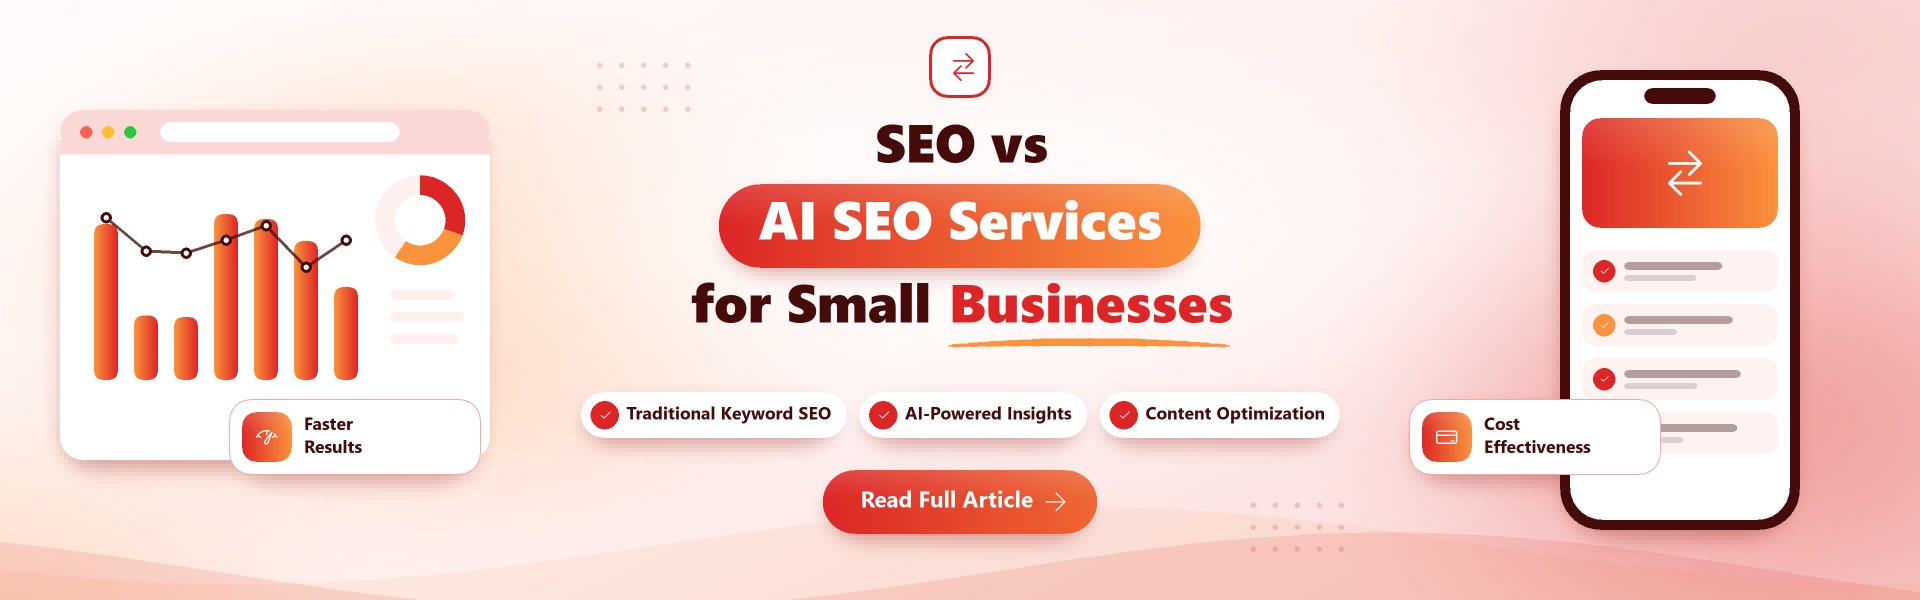 SEO vs
AI SEO Services
for Small Businesses
Traditional Keyword SEO
AI-Powered Insights
Content Optimization
Read Full Article
Faster
Results
Cost
Effectiveness